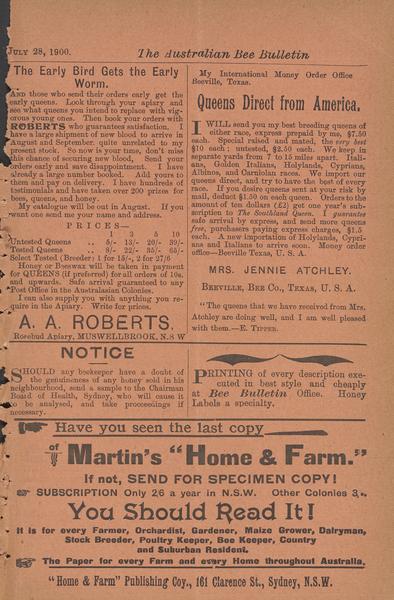 JULY 28, 1900. The Australian Bee Bulletin
The Early Bird Gets the Early
Worm.
AND those who send their orders early get the
early queens. Look through your apiary and
see what queens you intend to replace with vig-
orous young ones. Then book your orders with
ROBERTS who guarantees satisfaction. I
have a large shipment of new blood to arrive in
August and September. quite unrelated to my
present stock. So now is your time, don't miss
this chance of securing new blood, Send your
orders early and save disappointment. I have
already a large number booked. Add yours to
them and pay on delivery. I have hundreds of
testimonials and have taken over 200 prizes for
bees, queens, and honey.
My catalogue will be out in August. If you
want one send me your name and address.
PRICES—
1 3 5 10
Untested Queens .. 5/- 13/- 20/- 39/-
Tested Queens .. 8/- 22/- 35/- 65/-
Select Tested (Breeder) 1 for 15/-, 2 for 27/6
Honey or Beeswax will be taken in payment
for QUEENS (if preferred) for all orders of 10s,
and upwards. Safe arrival guaranteed to any
Post Office in the Australasian Colonies.
I can also supply you with anything you re-
quire in the Apiary. Write for prices.
A. A. ROBERTS.
Rosebud Apiary, MUSWELLBROOK, N.S W
NOTICE
SHOULD any beekeeper have a doubt of
the genuineness of any honey sold in his
neighbourhood, send a sample to the Chairman
Board of Health, Sydney, who will cause it
to be analysed, and take proceedings if
necessary.
My International Money Order Office
Beeville, Texas.
Queens Direct from America.
I WILL send you my best breeding queens of
either race, express prepaid by me, $7.50
each. Special raised and mated, the very best
$10 each; untested, $2.50 each. We keep in
separate yards from 7 to 15 miles apart. Itali-
ans, Golden Italians, Holylands, Cyprians,
Albinos, and Carniolan races. We import our
queens direct, and try to have the best of every
race. If you desire queens sent at your risk by
mail, deduct $1.50 on each queen. Orders to the
amount of ten dollars (£2) get one year's sub-
scription to The Southland Queen. I guarantee
safe arrival by express, and send more queens
free, purchasers paying express charges, $1.5
each. A new importation of Holylands, Cypri-
ans and Italians to arrive soon. Money order
office—Beeville Texas, U. S. A.
MRS. JENNIE ATCHLEY.
BEEVILLE, BEE CO., TEXAS, U. S. A.
"The queens that we have received from Mrs.
Atchley are doing well, and I am well pleased
with them.—E. TIPPER.
PRINTING of every description exe-
cuted in best style and cheaply
at Bee Bulletin Office. Honey
Labels a specialty.
Have you seen the last copy
of
Martin's "Home & Farm."
If not, SEND FOR SPECIMEN COPY!
SUBSCRIPTION Only 2/6 a year in N.S.W. Other Colonies 3/-.
You Should Read It!
It is for every Farmer, Orchardist, Gardener, Maize Grower, Dairyman,
Stock Breeder, Poultry Keeper, Bee Keeper, Country
and Suburban Resident.
The Paper for every Farm and every Home throughout Australia.
"Home & Farm" Publishing Coy., 161 Clarence St., Sydney, N.S.W.